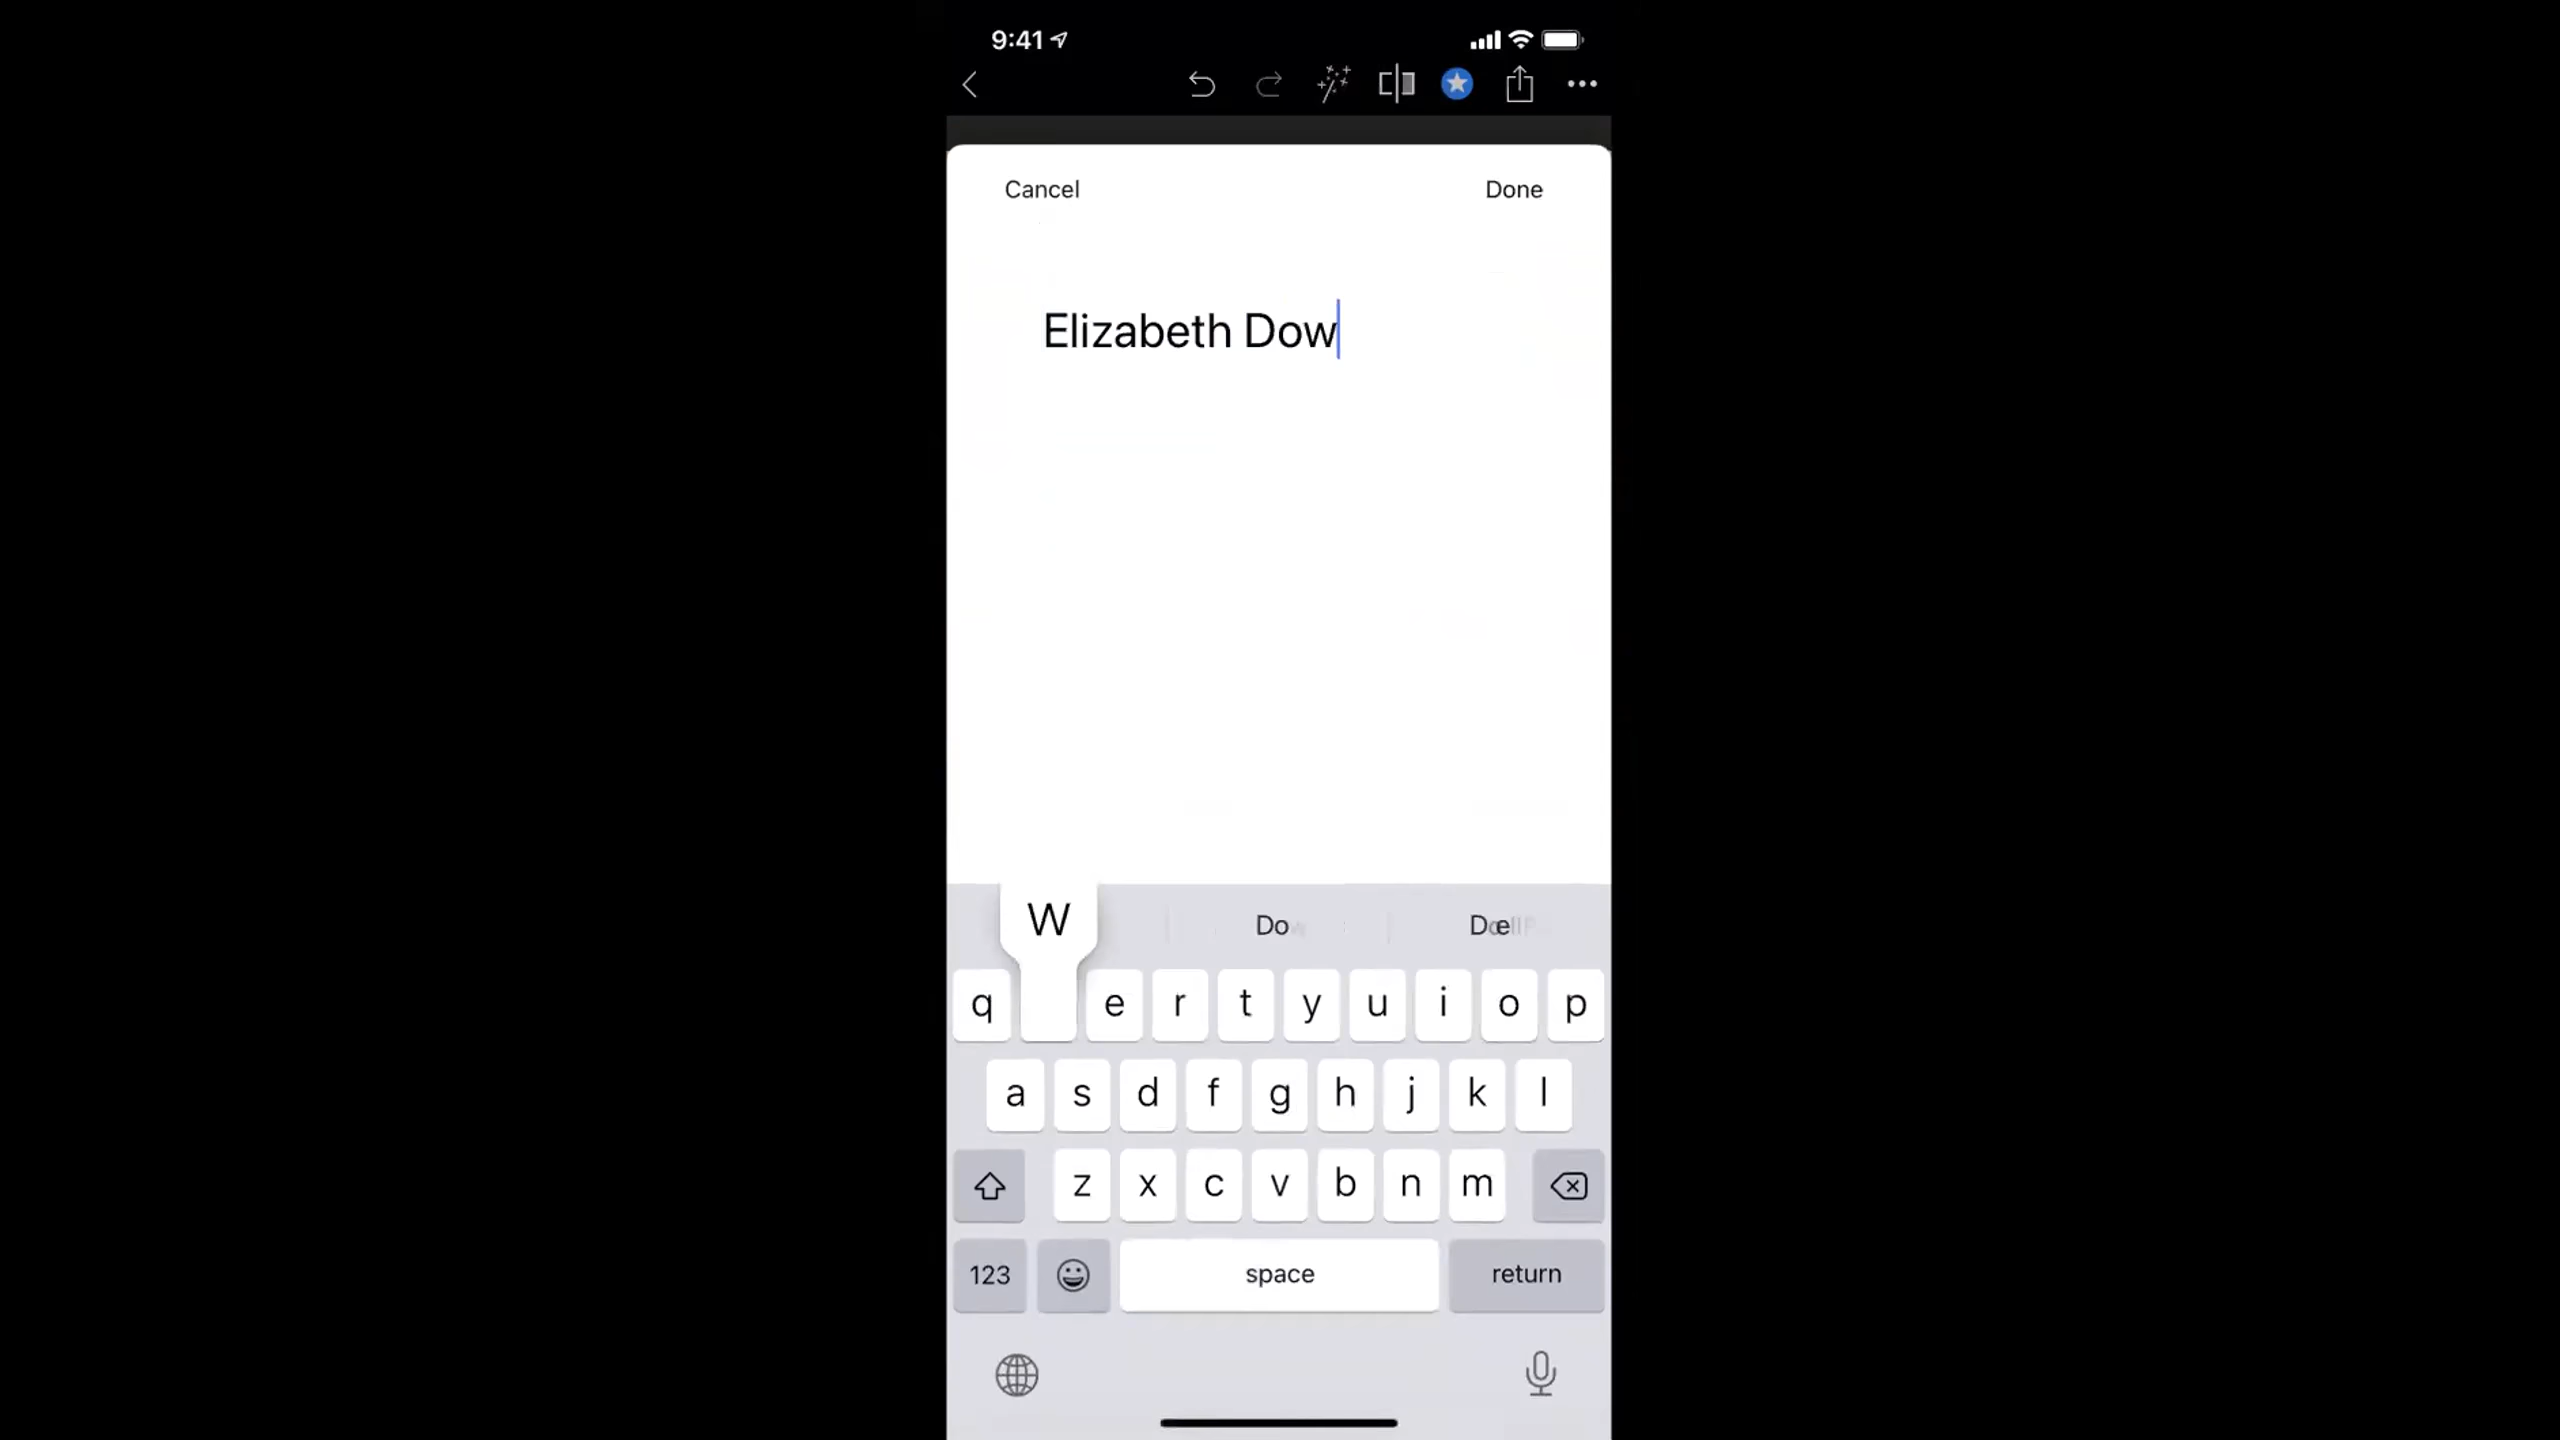 9:41
Cancel Done
Elizabeth Dow
W Do
q e r t y u i o p
a s d f g h j k l
z x c v b n m
123 space return